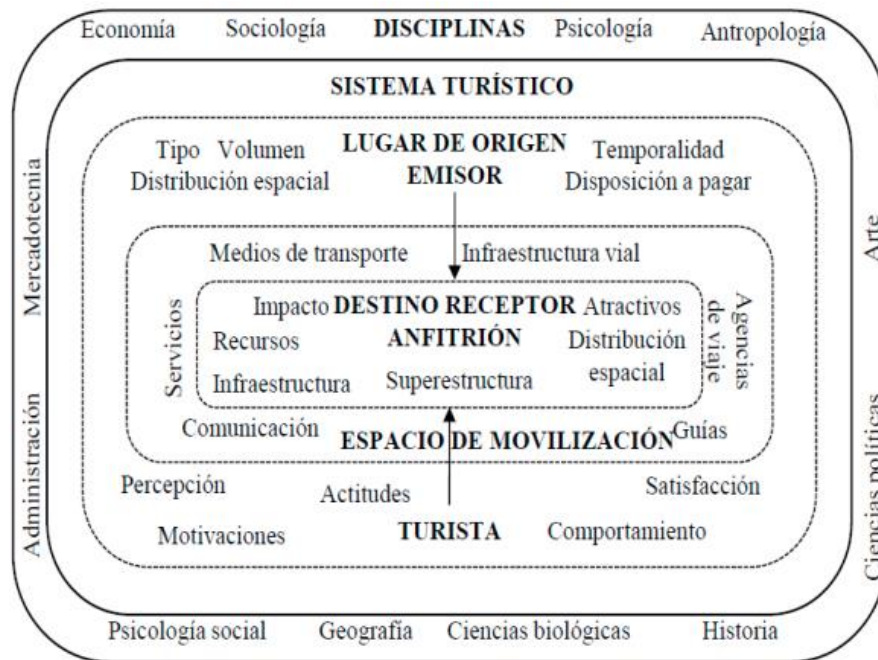 Economía Sociología DISCIPLINAS Psicología Antropología
SISTEMA TURÍSTICO
Tipo Volumen LUGAR DE ORIGEN Temporalidad
Distribución espacial EMISOR Disposición a pagar
Mercadotecnia
Arte
Medios de transporte Infraestructura vial
Servicios
Agencias
de viaje
Impacto DESTINO RECEPTOR Atractivos
Recursos ANFITRIÓN Distribución
espacial
Infraestructura Superestructura
Comunicación ESPACIO DE MOVILIZACIÓN Guías
Administración
Ciencias políticas
Percepción Actitudes Satisfacción
Motivaciones TURISTA Comportamiento
Psicología social Geografía Ciencias biológicas Historia